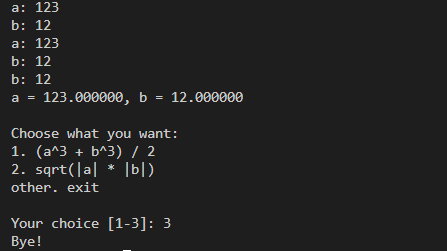 a: 123
b: 12
a: 123
b: 12
b: 12
a = 123.000000, b = 12.000000
Choose what you want:
1. (a^3 + b^3) / 2
2. sqrt(|a| * |b|)
other. exit
Your choice [1-3]: 3
Bye!